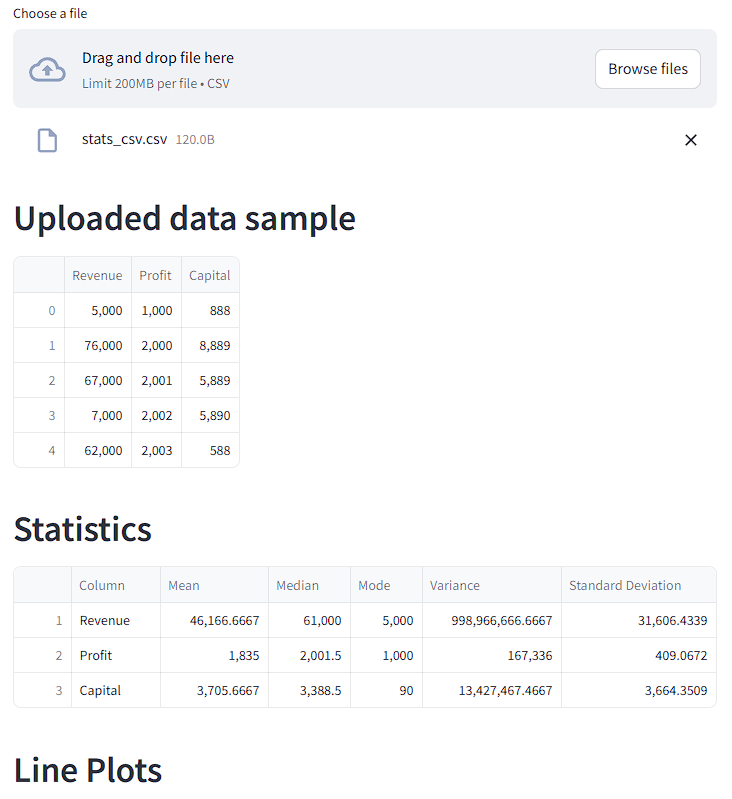 Choose a file
Drag and drop file here
Limit 200MB per file • CSV
Browse files
stats_csv.csv 120.0B
Uploaded data sample
Revenue Profit Capital
0 5,000 1,000 888
1 76,000 2,000 8,889
2 67,000 2,001 5,889
3 7,000 2,002 5,890
4 62,000 2,003 588
Statistics
Column Mean Median Mode Variance Standard Deviation
1 Revenue 46,166.6667 61,000 5,000 998,966,666.6667 31,606.4339
2 Profit 1,835 2,001.5 1,000 167,336 409.0672
3 Capital 3,705.6667 3,388.5 90 13,427,467.4667 3,664.3509
Line Plots